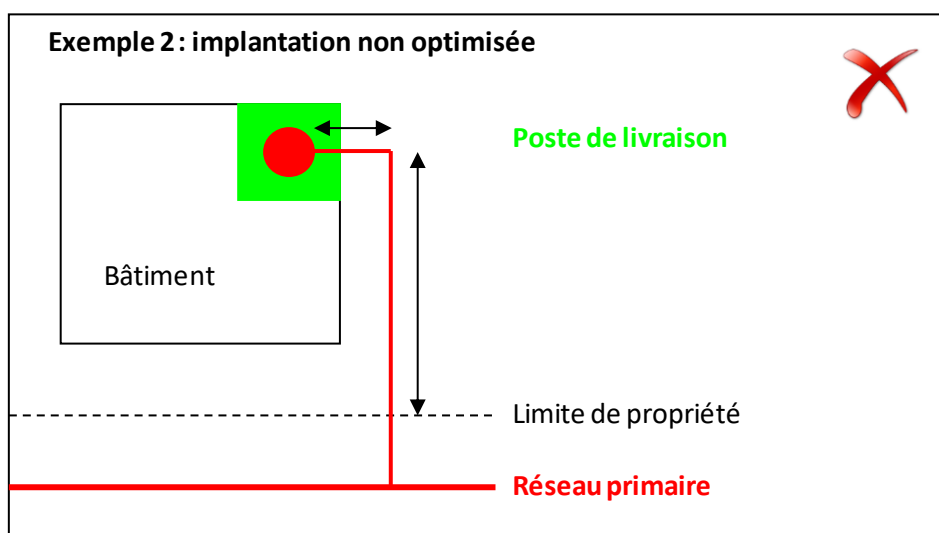 Exemple 2 : implantation non optimisée
Poste de livraison
Bâtiment
Limite de propriété
Réseau primaire